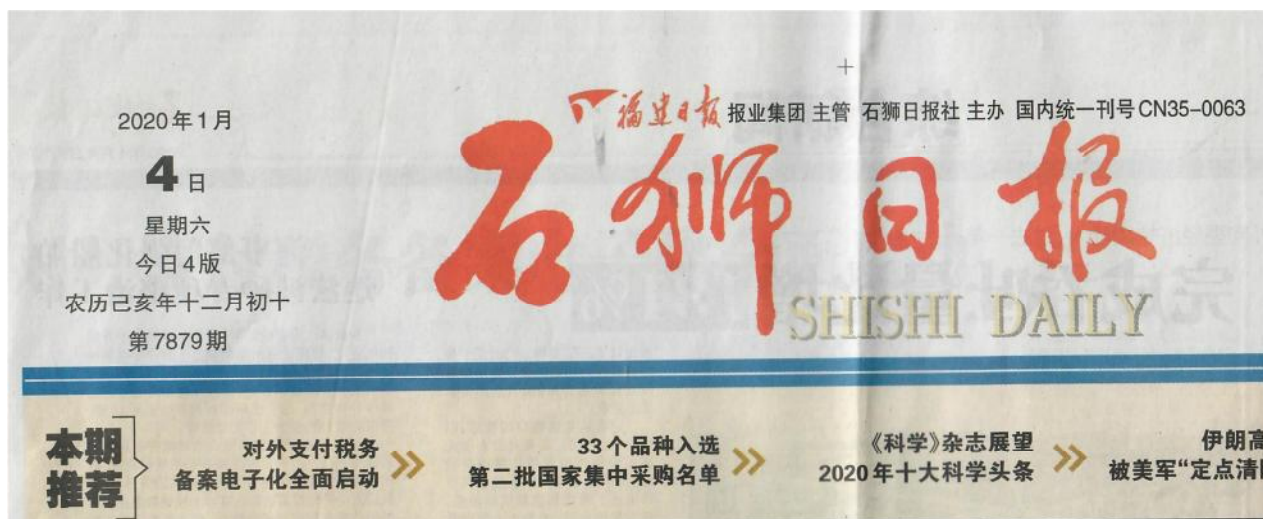 2020年1月
4日
星期六
今日4版
农历己亥年十二月初十
第7879期
福建日报 报业集团 主管 石狮日报社 主办 国内统一刊号CN35-0063
石狮日报
SHISHI DAILY
本期
推荐
对外支付税务
备案电子化全面启动
33个品种入选
第二批国家集中采购名单
《科学》杂志展望
2020年十大科学头条
伊朗高
被美军“定点清